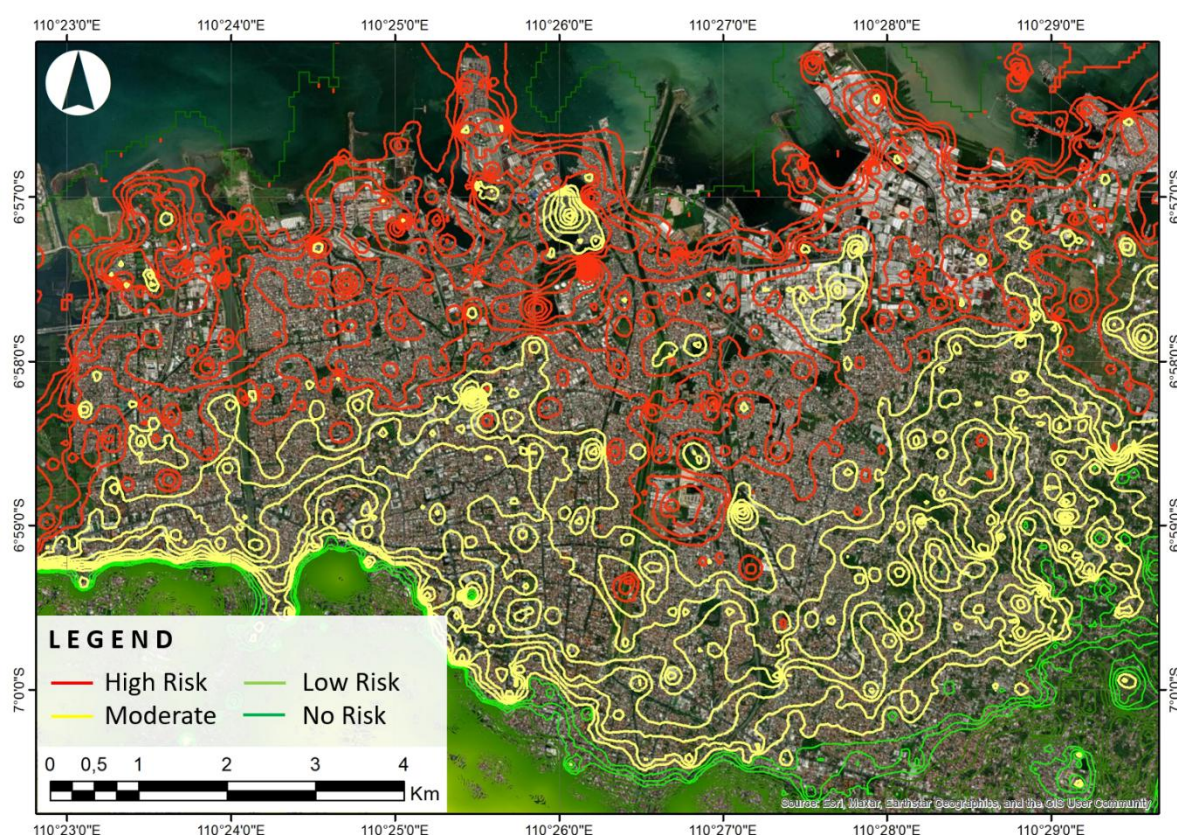 110°23'0"E 110°24'0"E 110°25'0"E 110°26'0"E 110°27'0"E 110°28'0"E 110°29'0"E
6°57'0"S 6°57'0"S
6°58'0"S 6°58'0"S
6°59'0"S 6°59'0"S
7°0'0"S 7°0'0"S
LEGEND
High Risk Low Risk
Moderate No Risk
0 0,5 1 2 3 4
Km
Source: Esri, Maxar, Earthstar Geographics, and the GIS User Community
110°23'0"E 110°24'0"E 110°25'0"E 110°26'0"E 110°27'0"E 110°28'0"E 110°29'0"E